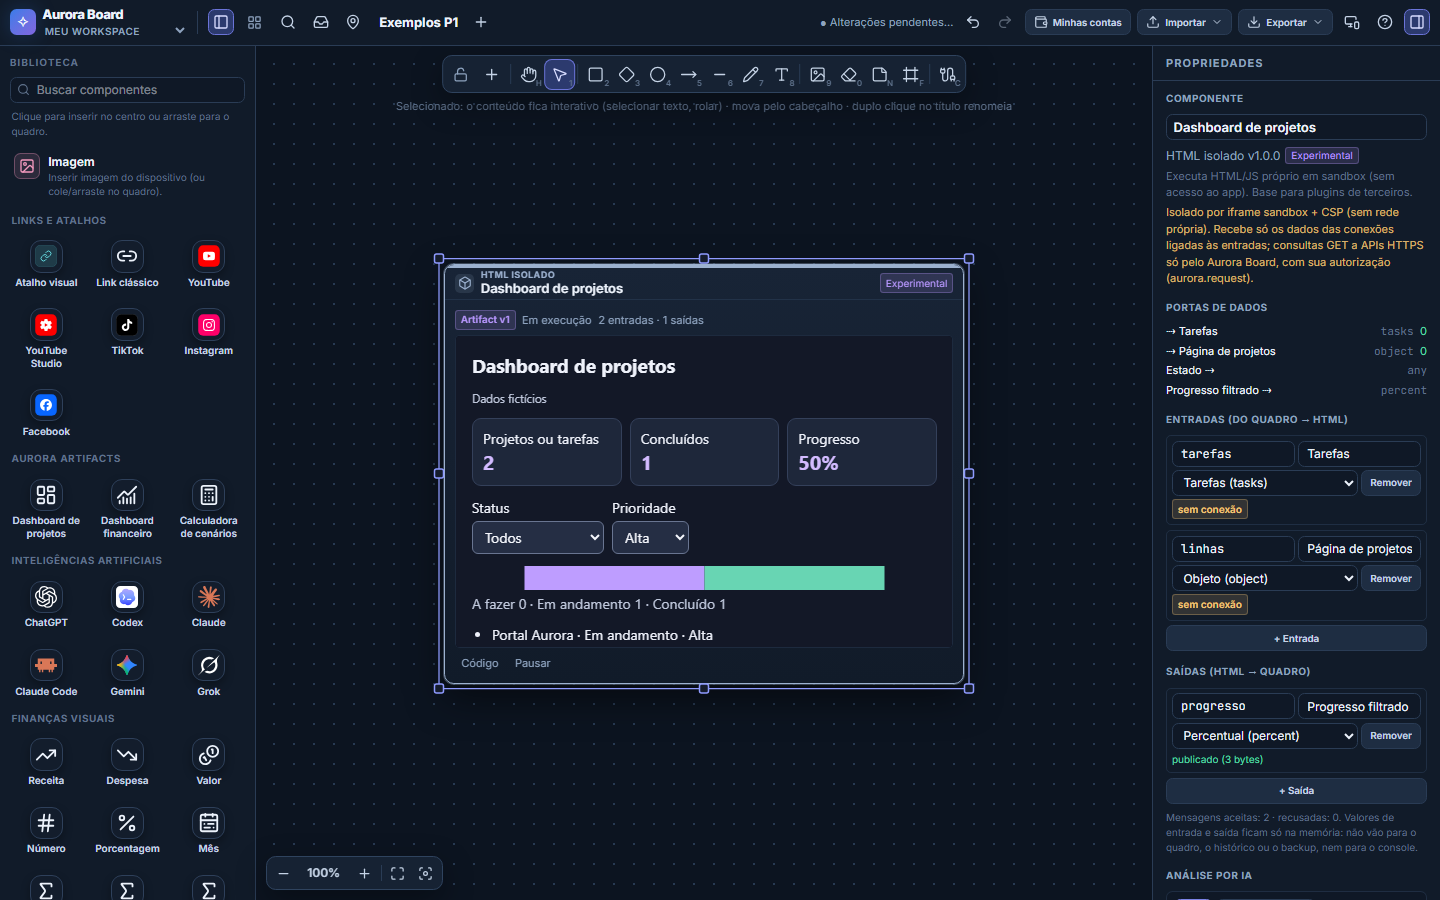 Aurora Board
MEU WORKSPACE
Exemplos P1
Alterações pendentes...
Minhas contas
Importar
Exportar
BIBLIOTECA
Buscar componentes
Clique para inserir no centro ou arraste para o
quadro.
Imagem
Inserir imagem do dispositivo (ou
cole/arraste no quadro).
LINKS E ATALHOS
Atalho visual
Link clássico
YouTube
YouTube
Studio
TikTok
Instagram
Facebook
AURORA ARTIFACTS
Dashboard de
projetos
Dashboard
financeiro
Calculadora
de cenários
INTELIGÊNCIAS ARTIFICIAIS
ChatGPT
Codex
Claude
Claude Code
Gemini
Grok
FINANÇAS VISUAIS
Receita
Despesa
Valor
Número
Porcentagem
Mês
H 1 2 3 4 5 6 7 8 9 0 N F C
Selecionado: o conteúdo fica interativo (selecionar texto, rolar) · mova pelo cabeçalho · duplo clique no título renomeia
HTML ISOLADO
Dashboard de projetos
Experimental
Artifact v1 Em execução 2 entradas · 1 saídas
Dashboard de projetos
Dados fictícios
Projetos ou tarefas
2
Concluídos
1
Progresso
50%
Status
Todos
Prioridade
Alta
A fazer 0 · Em andamento 1 · Concluído 1
• Portal Aurora · Em andamento · Alta
Código Pausar
100%
PROPRIEDADES
COMPONENTE
Dashboard de projetos
HTML isolado v1.0.0 Experimental
Executa HTML/JS próprio em sandbox (sem
acesso ao app). Base para plugins de terceiros.
Isolado por iframe sandbox + CSP (sem rede
própria). Recebe só os dados das conexões
ligadas às entradas; consultas GET a APIs HTTPS
só pelo Aurora Board, com sua autorização
(aurora.request).
PORTAS DE DADOS
→ Tarefas tasks 0
→ Página de projetos object 0
Estado → any
Progresso filtrado → percent
ENTRADAS (DO QUADRO → HTML)
tarefas Tarefas
Tarefas (tasks) Remover
sem conexão
linhas Página de projetos
Objeto (object) Remover
sem conexão
+ Entrada
SAÍDAS (HTML → QUADRO)
progresso Progresso filtrado
Percentual (percent) Remover
publicado (3 bytes)
+ Saída
Mensagens aceitas: 2 · recusadas: 0. Valores de
entrada e saída ficam só na memória: não vão para o
quadro, o histórico ou o backup, nem para o console.
ANÁLISE POR IA